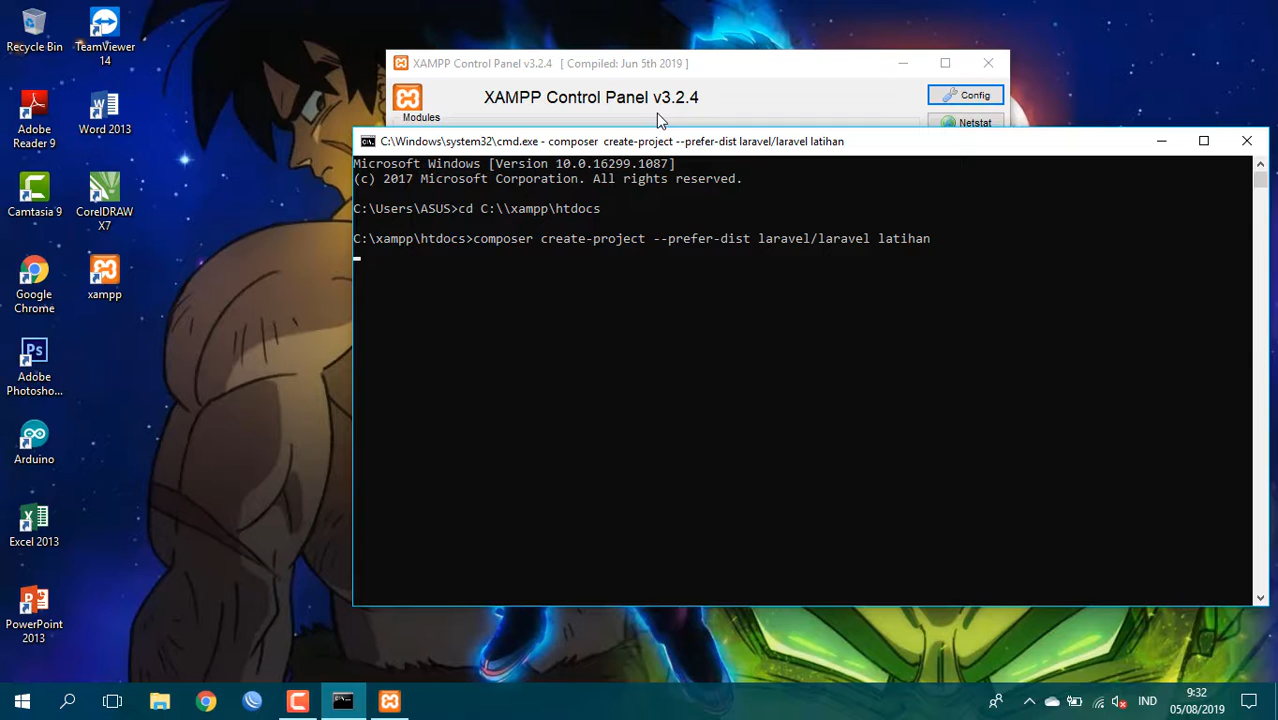 Recycle Bin
TeamViewer
14
Adobe
Reader 9
Word 2013
Camtasia 9
CorelDRAW
X7
Google
Chrome
xampp
Ps
Adobe
Photosho...
Arduino
Excel 2013
PowerPoint
2013
XAMPP Control Panel v3.2.4 [ Compiled: Jun 5th 2019 ]
XAMPP Control Panel v3.2.4
Config
Modules
Netstat
C:\Windows\system32\cmd.exe - composer create-project --prefer-dist laravel/laravel latihan
Microsoft Windows [Version 10.0.16299.1087]
(c) 2017 Microsoft Corporation. All rights reserved.
C:\Users\ASUS>cd C:\\xampp\htdocs
C:\xampp\htdocs>composer create-project --prefer-dist laravel/laravel latihan
IND
9:32
05/08/2019